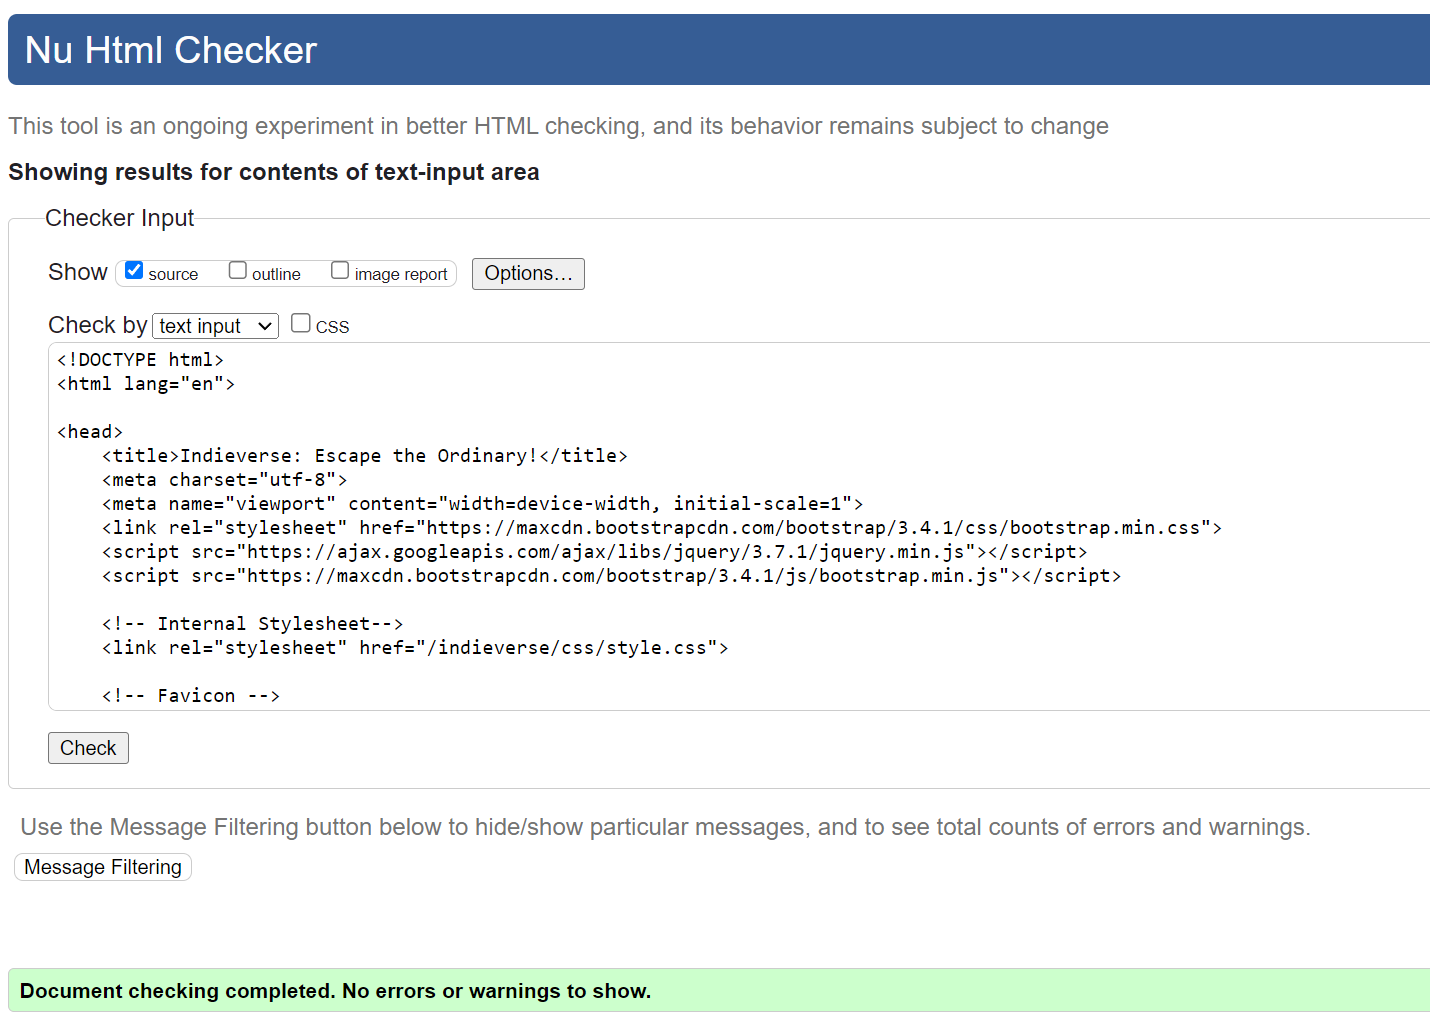 Nu Html Checker
This tool is an ongoing experiment in better HTML checking, and its behavior remains subject to change
Showing results for contents of text-input area
Checker Input
Show source outline image report Options...
Check by text input CSS
<!DOCTYPE html>
<html lang="en">
<head>
<title>Indieverse: Escape the Ordinary!</title>
<meta charset="utf-8">
<meta name="viewport" content="width=device-width, initial-scale=1">
<link rel="stylesheet" href="https://maxcdn.bootstrapcdn.com/bootstrap/3.4.1/css/bootstrap.min.css">
<script src="https://ajax.googleapis.com/ajax/libs/jquery/3.7.1/jquery.min.js"></script>
<script src="https://maxcdn.bootstrapcdn.com/bootstrap/3.4.1/js/bootstrap.min.js"></script>
<!-- Internal Stylesheet-->
<link rel="stylesheet" href="/indieverse/css/style.css">
<!-- Favicon -->
Check
Use the Message Filtering button below to hide/show particular messages, and to see total counts of errors and warnings.
Message Filtering
Document checking completed. No errors or warnings to show.